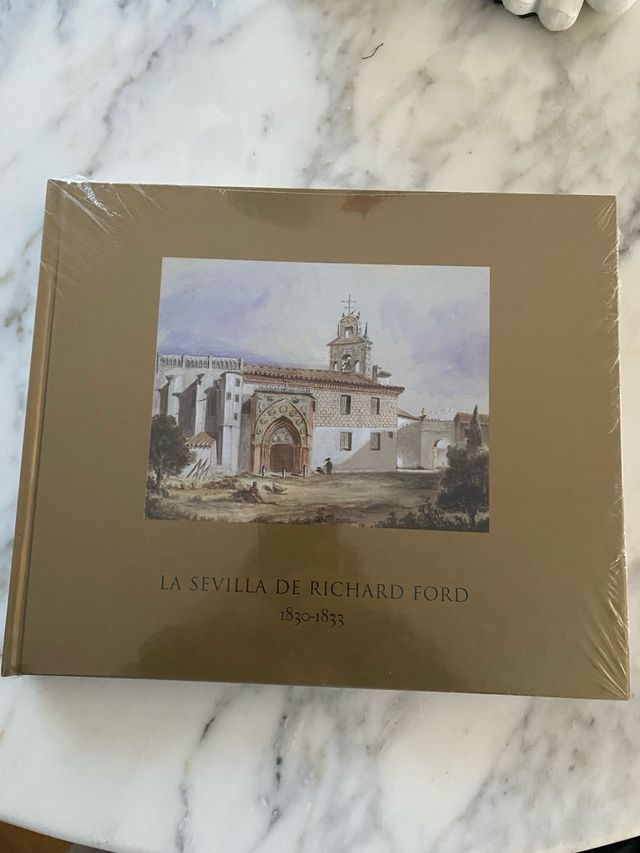 LA SEVILLA DE RICHARD FORD
1830-1833